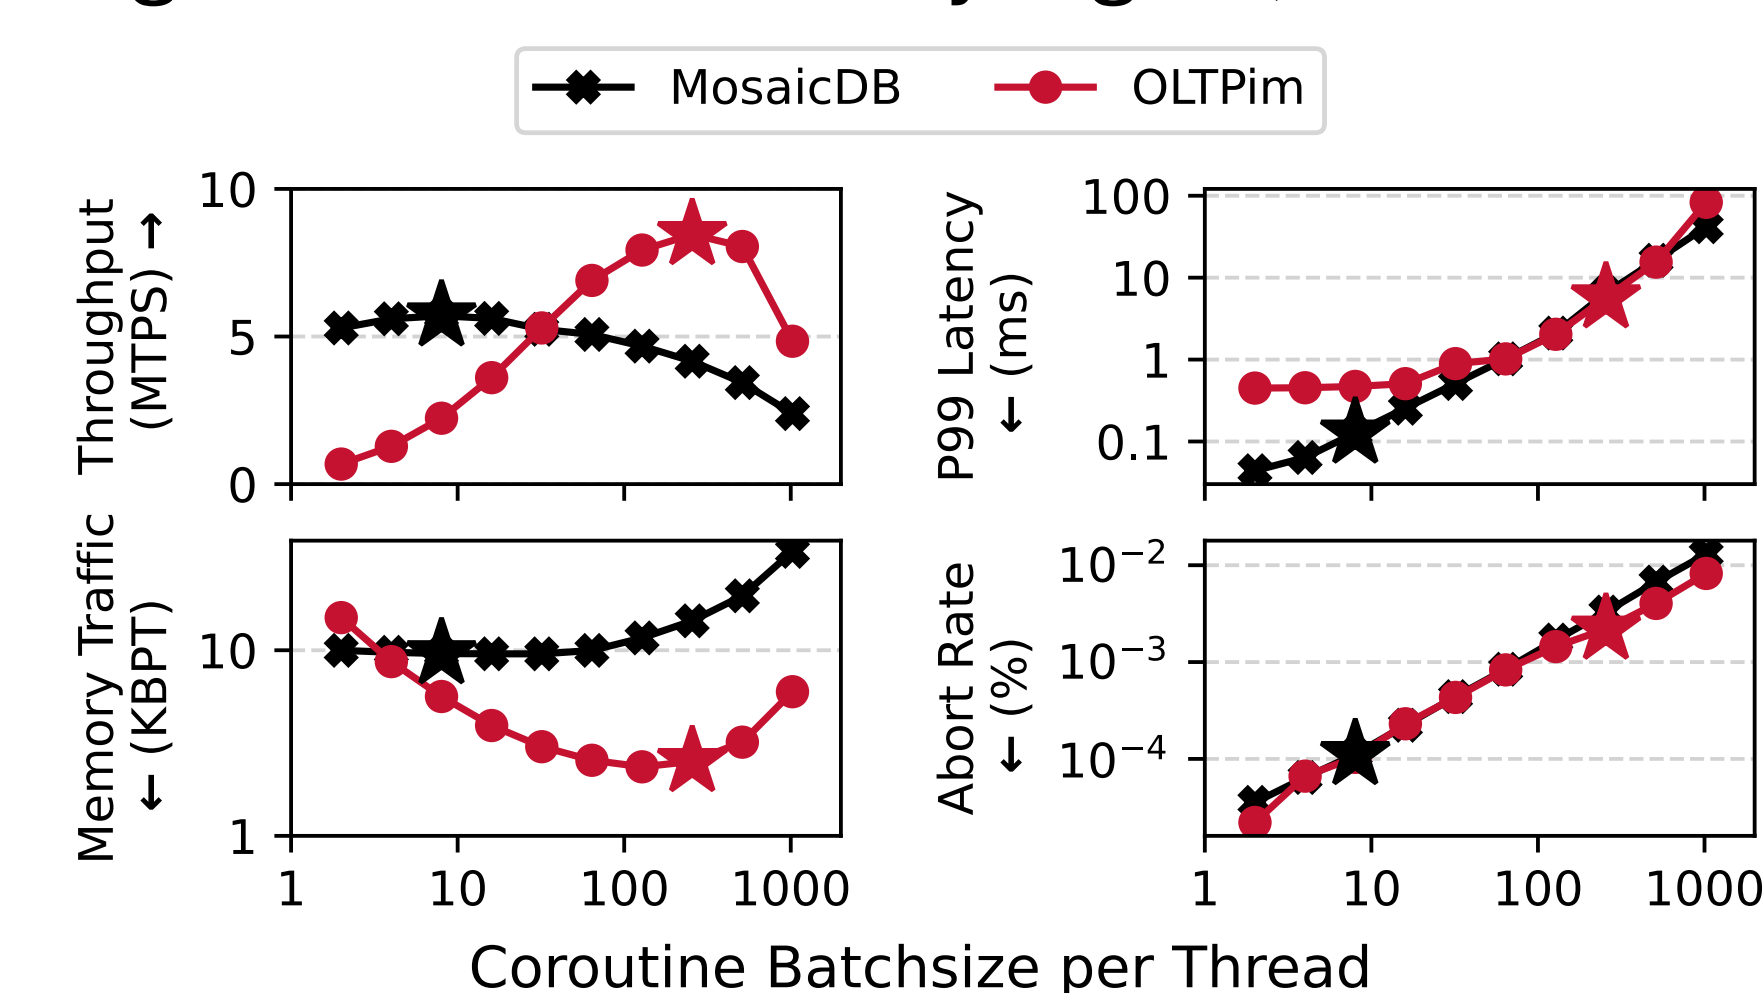 MosaicDB
OLTPim
Throughput
(MTPS) →
10
5
0
P99 Latency
← (ms)
100
10
1
0.1
Memory Traffic
← (KBPT)
10
1
1 10 100 1000
Abort Rate
← (%)
10⁻²
10⁻³
10⁻⁴
1 10 100 1000
Coroutine Batchsize per Thread